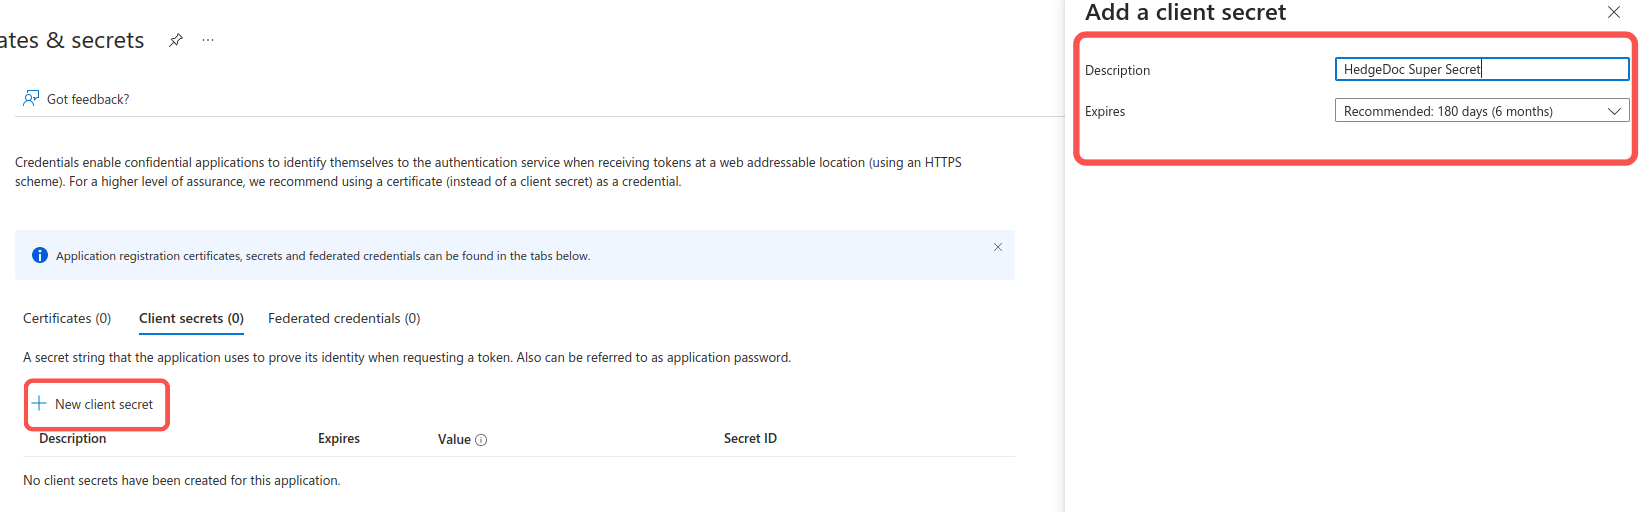 ates & secrets
...
Got feedback?
Credentials enable confidential applications to identify themselves to the authentication service when receiving tokens at a web addressable location (using an HTTPS
scheme). For a higher level of assurance, we recommend using a certificate (instead of a client secret) as a credential.
Application registration certificates, secrets and federated credentials can be found in the tabs below.
Certificates (0) Client secrets (0) Federated credentials (0)
A secret string that the application uses to prove its identity when requesting a token. Also can be referred to as application password.
New client secret
Description Expires Value Secret ID
No client secrets have been created for this application.
Add a client secret
Description HedgeDoc Super Secret
Expires Recommended: 180 days (6 months)